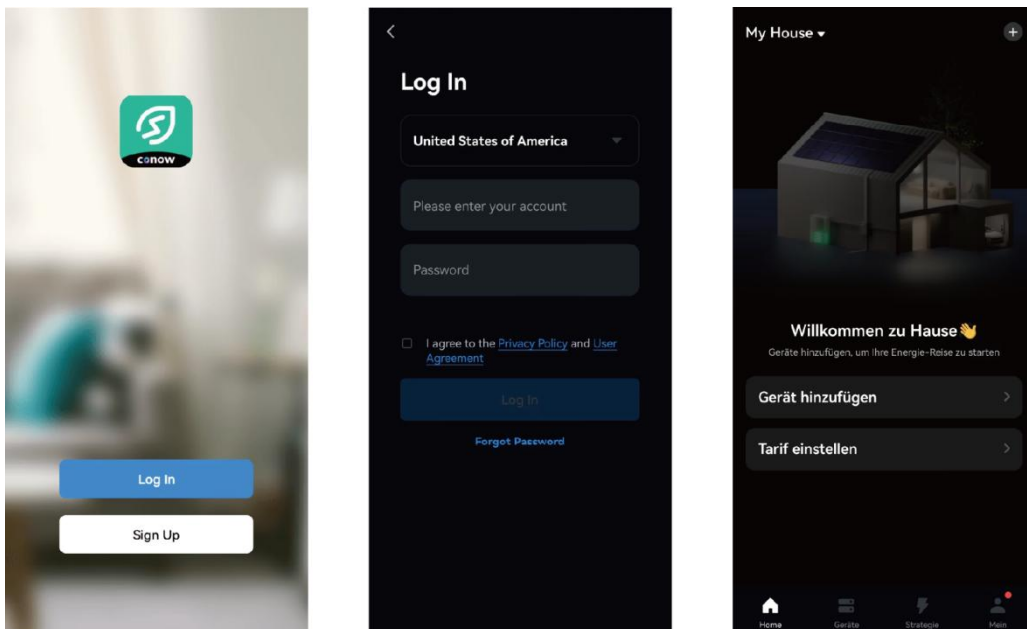 conow
Log In
Sign Up
Log In
United States of America
Please enter your account
Password
I agree to the Privacy Policy and User
Agreement
Log In
Forgot Password
My House
Willkommen zu Hause👋
Geräte hinzufügen, um Ihre Energie-Reise zu starten
Gerät hinzufügen
Tarif einstellen
Home Geräte Strategie Mein